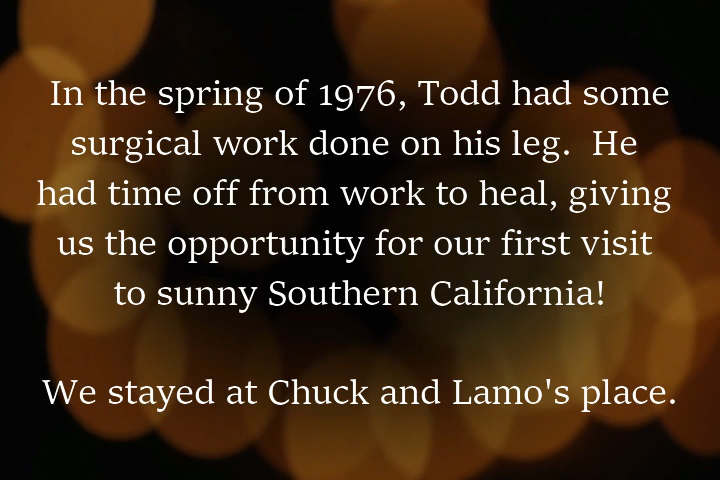 In the spring of 1976, Todd had some
surgical work done on his leg.  He
had time off from work to heal, giving
us the opportunity for our first visit
to sunny Southern California!
We stayed at Chuck and Lamo's place.